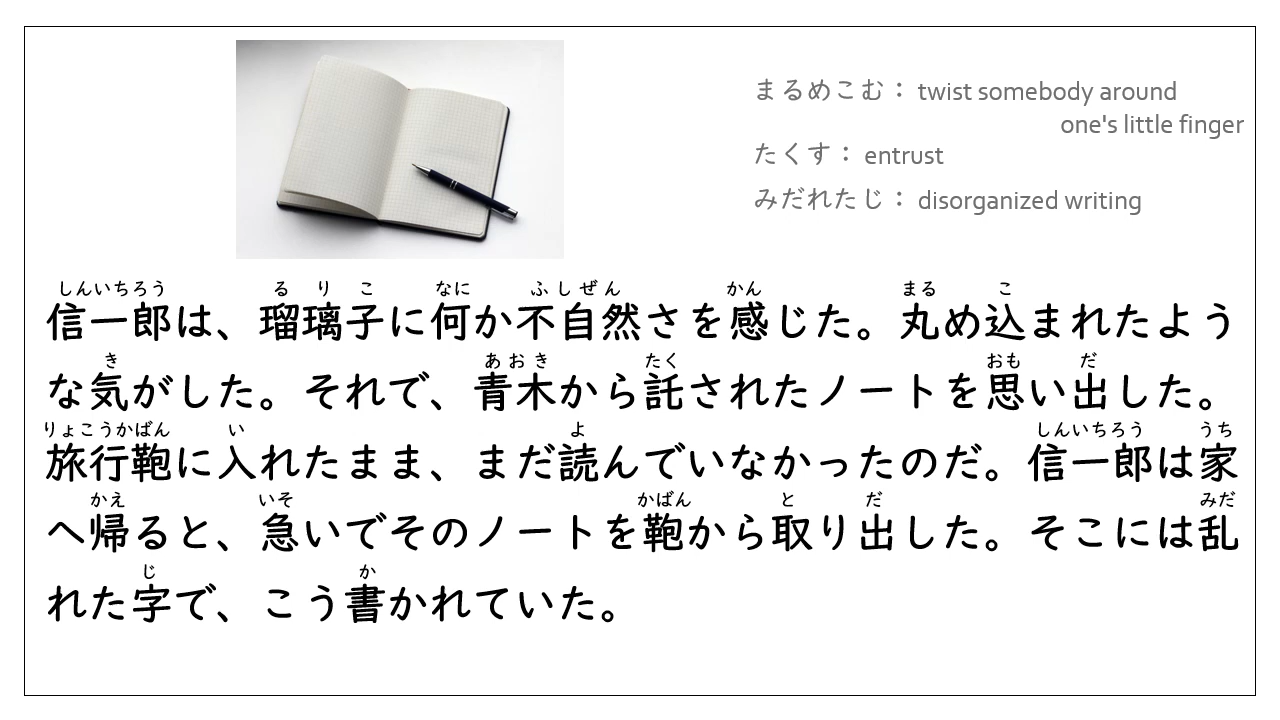 まるめこむ： twist somebody around
one's little finger
たくす： entrust
みだれたじ： disorganized writing
しんいちろう る り こ なに ふ し ぜ ん かん まる こ
信一郎は、瑠璃子に何か不自然さを感じた。丸め込まれたよう
き あ お き たく おも だ
な気がした。それで、青木から託されたノートを思い出した。
りょこうかばん い よ しんいちろう うち
旅行鞄に入れたまま、まだ読んでいなかったのだ。信一郎は家
かえ いそ かばん と だ みだ
へ帰ると、急いでそのノートを鞄から取り出した。そこには乱
じ か
れた字で、こう書かれていた。